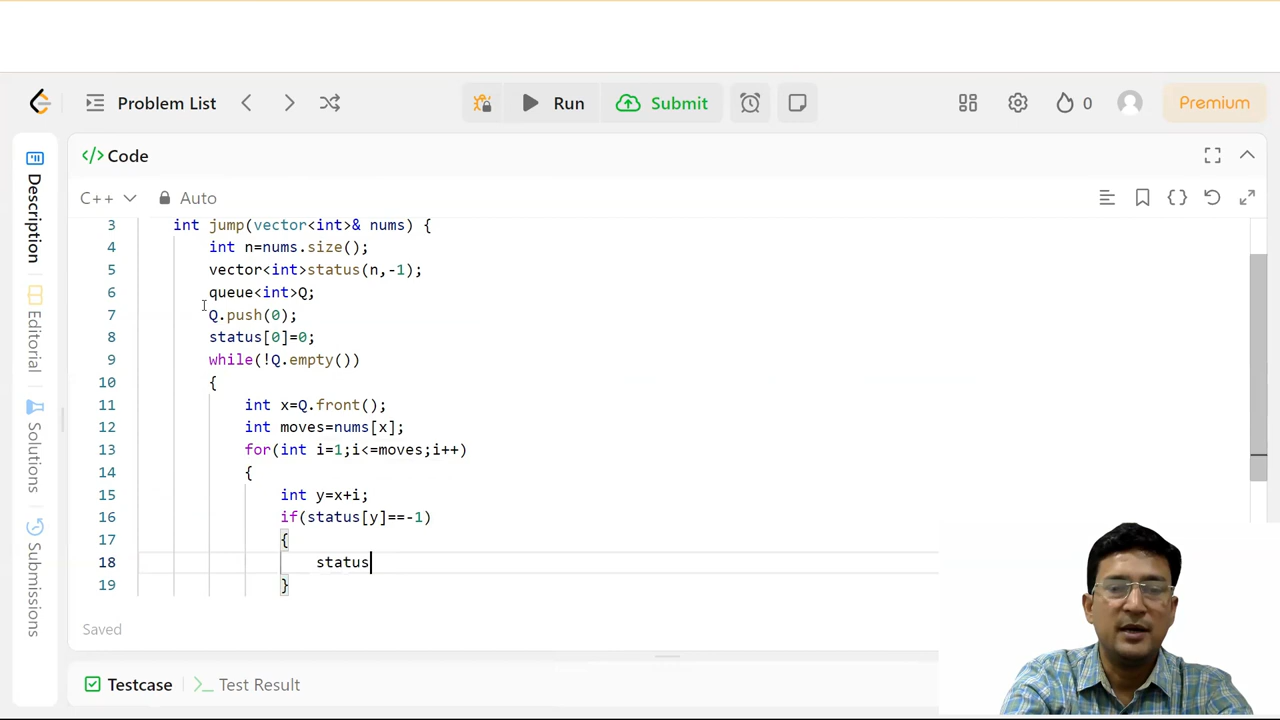 Problem List
Run
Submit
0
Premium
Description
Editorial
Solutions
Submissions
</> Code
C++
Auto
3 int jump(vector<int>& nums) {
4 int n=nums.size();
5 vector<int>status(n,-1);
6 queue<int>Q;
7 Q.push(0);
8 status[0]=0;
9 while(!Q.empty())
10 {
11 int x=Q.front();
12 int moves=nums[x];
13 for(int i=1;i<=moves;i++)
14 {
15 int y=x+i;
16 if(status[y]==-1)
17 {
18 status
19 }
Saved
Testcase
Test Result